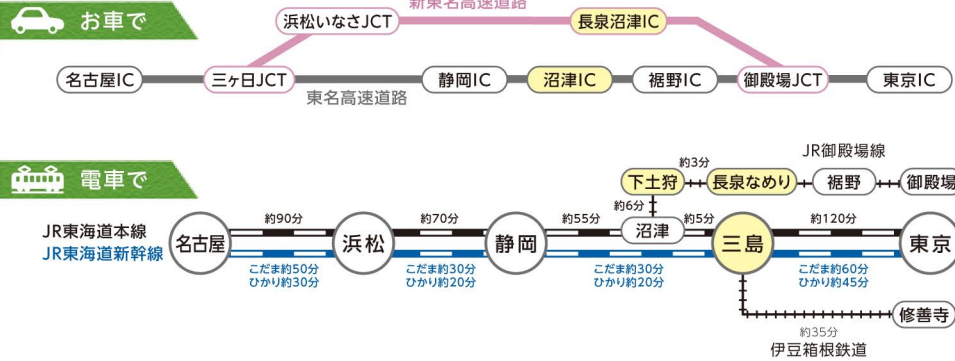 お車で
新東名高速道路
浜松いなさJCT
長泉沼津IC
名古屋IC
三ヶ日JCT
静岡IC
沼津IC
裾野IC
御殿場JCT
東京IC
東名高速道路
電車で
JR御殿場線
約3分
下土狩
長泉なめり
裾野
御殿場
約6分
JR東海道本線
JR東海道新幹線
約90分
約70分
約55分
約5分
約120分
名古屋
浜松
静岡
沼津
三島
東京
こだま約50分
ひかり約30分
こだま約30分
ひかり約20分
こだま約30分
ひかり約20分
こだま約60分
ひかり約45分
修善寺
約35分
伊豆箱根鉄道